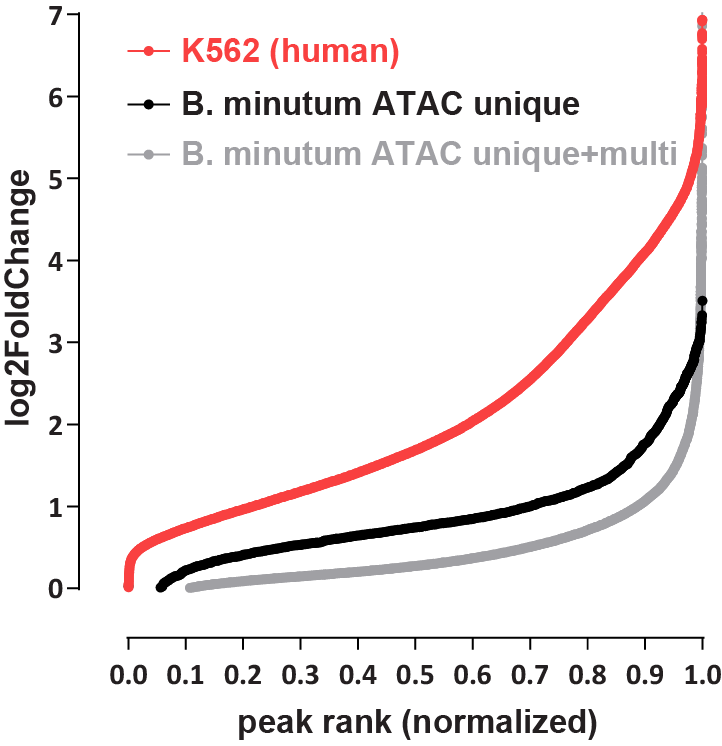 K562 (human)
B. minutum ATAC unique
B. minutum ATAC unique+multi
log2FoldChange
7
6
5
4
3
2
1
0
0.0 0.1 0.2 0.3 0.4 0.5 0.6 0.7 0.8 0.9 1.0
peak rank (normalized)